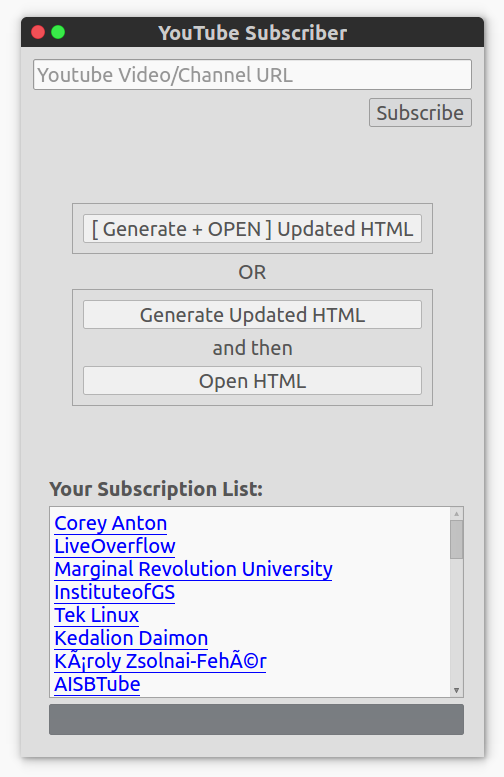 YouTube Subscriber
Youtube Video/Channel URL
Subscribe
[ Generate + OPEN ] Updated HTML
OR
Generate Updated HTML
and then
Open HTML
Your Subscription List:
Corey Anton
LiveOverflow
Marginal Revolution University
InstituteofGS
Tek Linux
Kedalion Daimon
KÃ¡roly Zsolnai-FehÃ©r
AISBTube